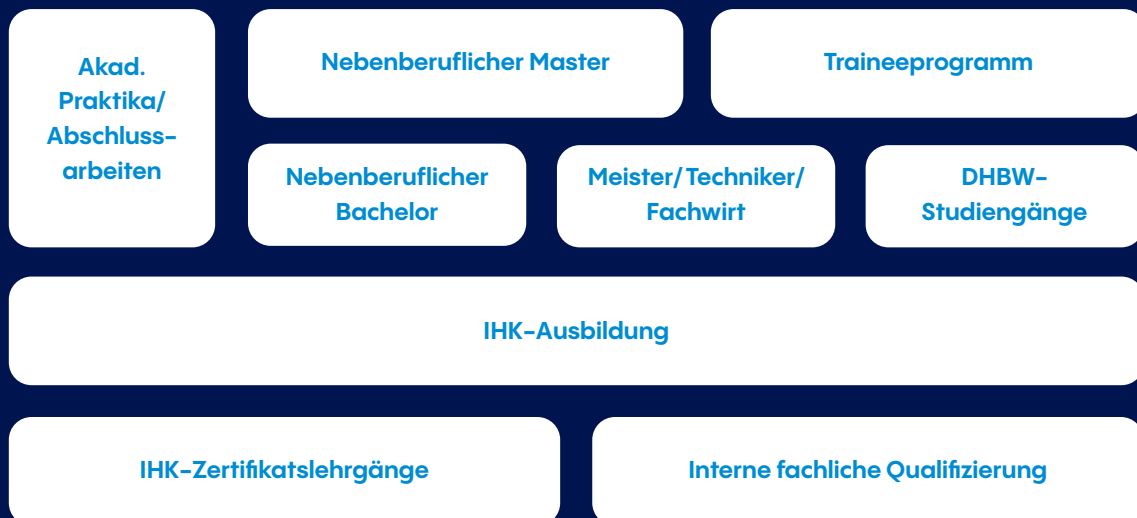 Akad.
Praktika/
Abschluss-
arbeiten
Nebenberuflicher Master
Traineeprogramm
Nebenberuflicher
Bachelor
Meister/Techniker/
Fachwirt
DHBW-
Studiengänge
IHK-Ausbildung
IHK-Zertifikatslehrgänge
Interne fachliche Qualifizierung